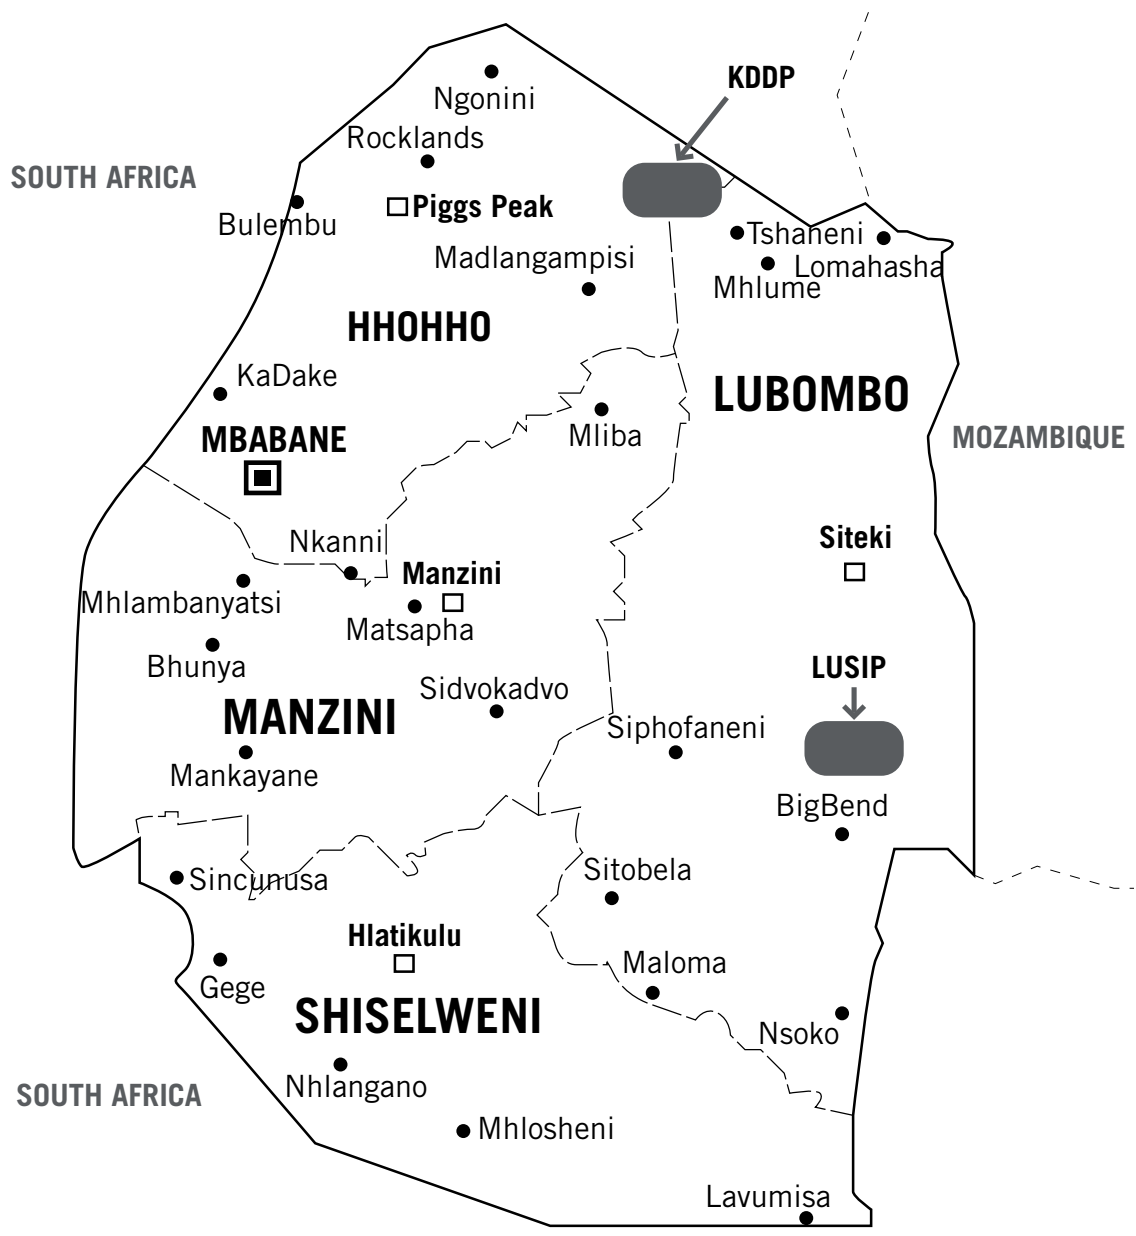 KDDP
Ngonini
Rocklands
SOUTH AFRICA
Piggs Peak
Bulembu
Tshaneni
Madlangampisi
Lomahasha
Mhlume
HHOHHO
KaDake
LUBOMBO
MBABANE
Mliba
MOZAMBIQUE
Siteki
Nkanni
Manzini
Mhlambanyatsi
Matsapha
Bhunya
LUSIP
Sidvokadvo
MANZINI
Siphofaneni
Mankayane
BigBend
Sitobela
Sincunusa
Hlatikulu
Maloma
Gege
SHISELWENI
Nsoko
Nhlangano
SOUTH AFRICA
Mhlosheni
Lavumisa